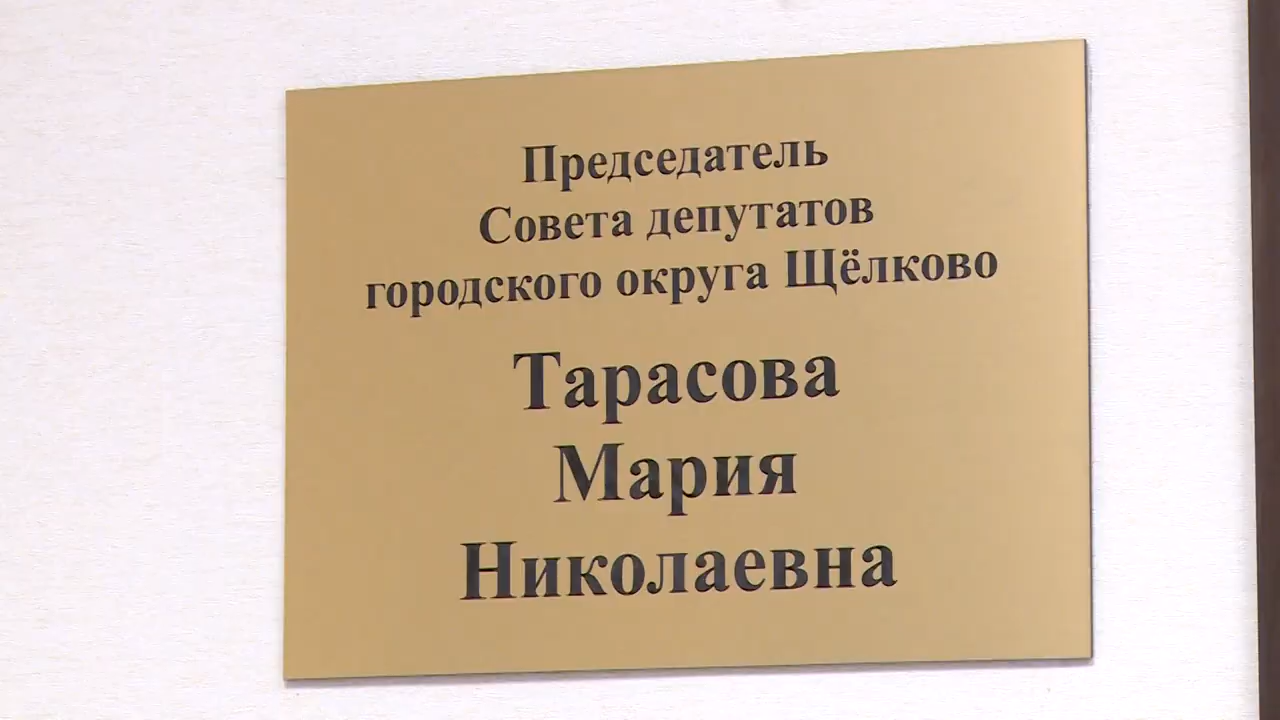 Председатель
Совета депутатов
городского округа Щёлково
Тарасова
Мария
Николаевна